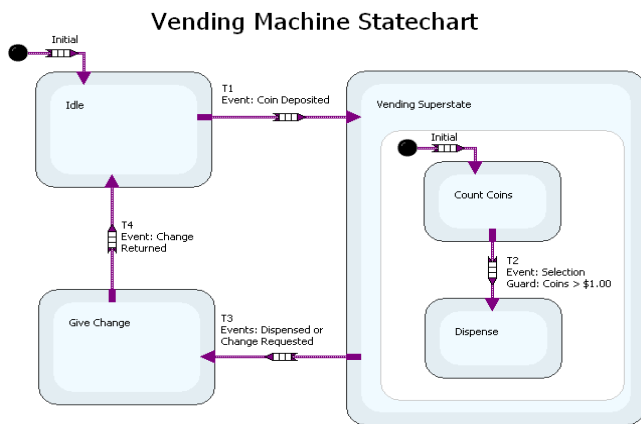 Vending Machine Statechart
Initial
Idle
T1
Event: Coin Deposited
Vending Superstate
Initial
Count Coins
T2
Event: Selection
Guard: Coins > $1.00
Dispense
T4
Event: Change
Returned
Give Change
T3
Events: Dispensed or
Change Requested